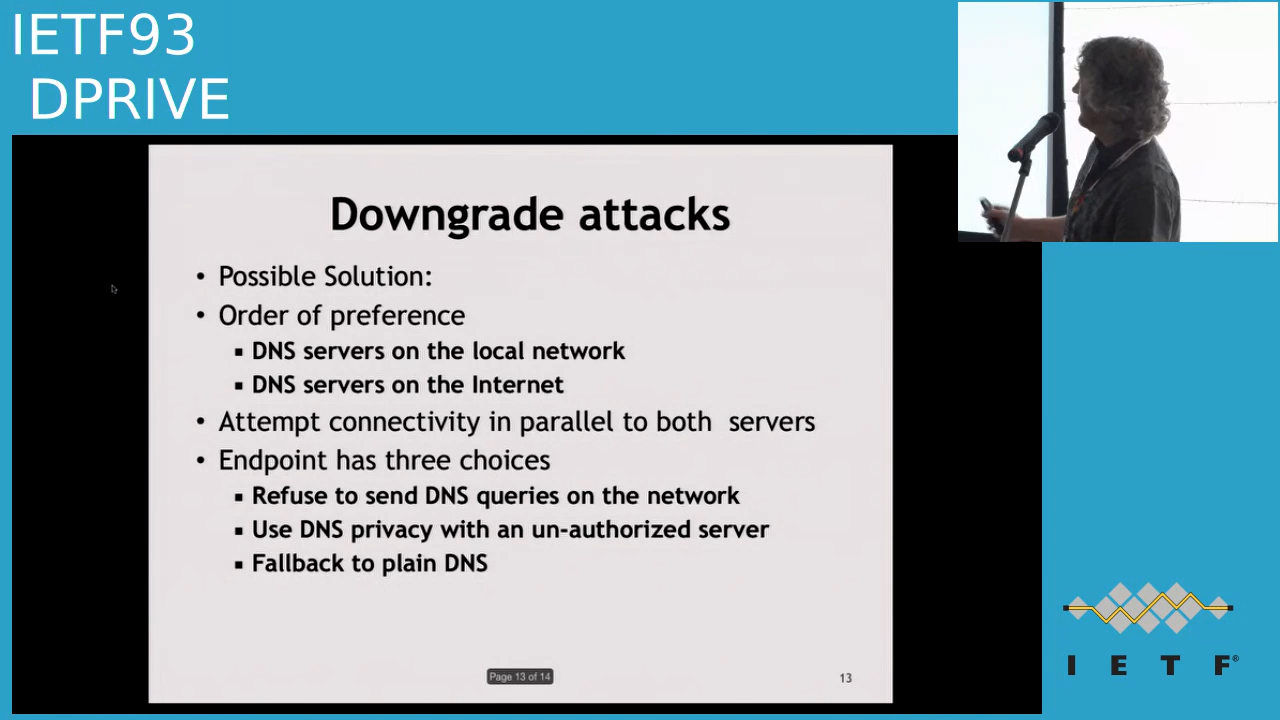 IETF93
DPRIVE
Downgrade attacks
• Possible Solution:
• Order of preference
▪ DNS servers on the local network
▪ DNS servers on the Internet
• Attempt connectivity in parallel to both servers
• Endpoint has three choices
▪ Refuse to send DNS queries on the network
▪ Use DNS privacy with an un-authorized server
▪ Fallback to plain DNS
Page 13 of 14
13
I E T F®